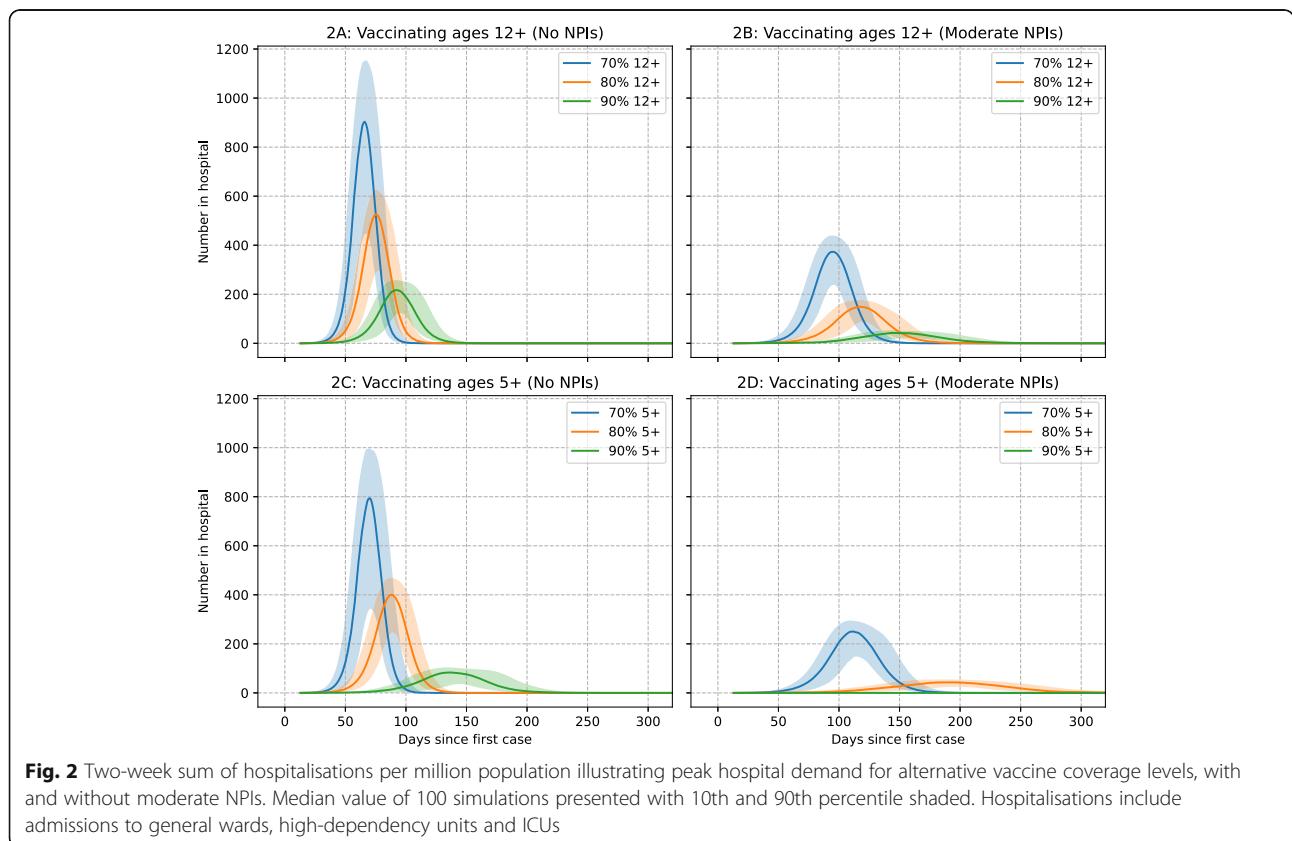 2A: Vaccinating ages 12+ (No NPIs)
1200
1000
800
600
400
200
0
Number in hospital
70% 12+
80% 12+
90% 12+
2B: Vaccinating ages 12+ (Moderate NPIs)
70% 12+
80% 12+
90% 12+
2C: Vaccinating ages 5+ (No NPIs)
1200
1000
800
600
400
200
0
Number in hospital
70% 5+
80% 5+
90% 5+
0 50 100 150 200 250 300
Days since first case
2D: Vaccinating ages 5+ (Moderate NPIs)
70% 5+
80% 5+
90% 5+
0 50 100 150 200 250 300
Days since first case
Fig. 2 Two-week sum of hospitalisations per million population illustrating peak hospital demand for alternative vaccine coverage levels, with
and without moderate NPIs. Median value of 100 simulations presented with 10th and 90th percentile shaded. Hospitalisations include
admissions to general wards, high-dependency units and ICUs